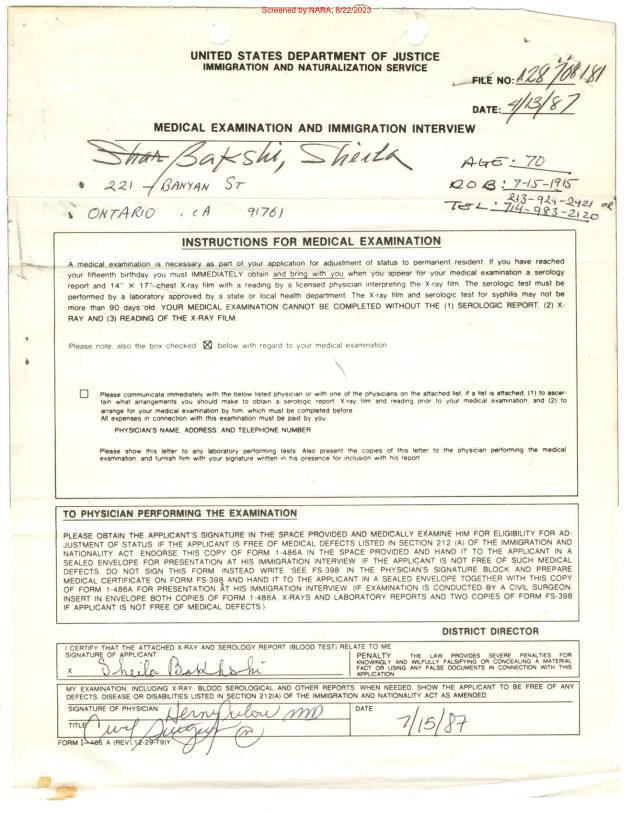 Screened by NARA, 8/22/2023
UNITED STATES DEPARTMENT OF JUSTICE
IMMIGRATION AND NATURALIZATION SERVICE
FILE NO: A28 708 181
DATE: 4/13/87
MEDICAL EXAMINATION AND IMMIGRATION INTERVIEW
Bakshi, Sheila
AGE: 70
221 BANYAN ST
DOB: 7-15-1915
ONTARIO, CA 91761
TEL: 213-924-2421 or
714-983-2120
INSTRUCTIONS FOR MEDICAL EXAMINATION
A medical examination is necessary as part of your application for adjustment of status to permanent resident. If you have reached
your fifteenth birthday you must IMMEDIATELY obtain and bring with you when you appear for your medical examination a serology
report and 14" X 17" chest X-ray film with a reading by a licensed physician interpreting the X-ray film. The serologic test must be
performed by a laboratory approved by a state or local health department. The X-ray film and serologic test for syphilis may not be
more than 90 days old. YOUR MEDICAL EXAMINATION CANNOT BE COMPLETED WITHOUT THE (1) SEROLOGIC REPORT, (2) X-
RAY AND (3) READING OF THE X-RAY FILM.
Please note, also the box checked ☒ below with regard to your medical examination
☐ Please communicate immediately with the below listed physician or with one of the physicians on the attached list, if a list is attached, (1) to ascer-
tain what arrangements you should make to obtain a serologic report, X-ray film and reading prior to your medical examination, and (2) to
arrange for your medical examination by him, which must be completed before
All expenses in connection with this examination must be paid by you.
PHYSICIAN'S NAME, ADDRESS, AND TELEPHONE NUMBER
Please show this letter to any laboratory performing tests. Also present the copies of this letter to the physician performing the medical
examination, and furnish him with your signature written in his presence for inclusion with his report
TO PHYSICIAN PERFORMING THE EXAMINATION
PLEASE OBTAIN THE APPLICANT'S SIGNATURE IN THE SPACE PROVIDED AND MEDICALLY EXAMINE HIM FOR ELIGIBILITY FOR AD-
JUSTMENT OF STATUS. IF THE APPLICANT IS FREE OF MEDICAL DEFECTS LISTED IN SECTION 212 (A) OF THE IMMIGRATION AND
NATIONALITY ACT. ENDORSE THIS COPY OF FORM 1-486A IN THE SPACE PROVIDED AND HAND IT TO THE APPLICANT IN A
SEALED ENVELOPE FOR PRESENTATION AT HIS IMMIGRATION INTERVIEW. IF THE APPLICANT IS NOT FREE OF SUCH MEDICAL
DEFECTS. DO NOT SIGN THIS FORM. INSTEAD WRITE 'SEE FS-398' IN THE PHYSICIAN'S SIGNATURE BLOCK AND PREPARE
MEDICAL CERTIFICATE ON FORM FS-398 AND HAND IT TO THE APPLICANT IN A SEALED ENVELOPE TOGETHER WITH THIS COPY
OF FORM 1-486A FOR PRESENTATION AT HIS IMMIGRATION INTERVIEW. (IF EXAMINATION IS CONDUCTED BY A CIVIL SURGEON,
INSERT IN ENVELOPE BOTH COPIES OF FORM 1-486A, X-RAYS AND LABORATORY REPORTS AND TWO COPIES OF FORM FS-398
IF APPLICANT IS NOT FREE OF MEDICAL DEFECTS.)
DISTRICT DIRECTOR
I CERTIFY THAT THE ATTACHED X-RAY AND SEROLOGY REPORT (BLOOD TEST) RELATE TO ME
SIGNATURE OF APPLICANT
x Sheila Bakhshi
PENALTY THE LAW PROVIDES SEVERE PENALTIES FOR
KNOWINGLY AND WILFULLY FALSIFYING OR CONCEALING A MATERIAL
FACT OR USING ANY FALSE DOCUMENTS IN CONNECTION WITH THIS
APPLICATION
MY EXAMINATION, INCLUDING X-RAY, BLOOD SEROLOGICAL AND OTHER REPORTS, WHEN NEEDED, SHOW THE APPLICANT TO BE FREE OF ANY
DEFECTS, DISEASE OR DISABILITIES LISTED IN SECTION 212(A) OF THE IMMIGRATION AND NATIONALITY ACT AS AMENDED.
SIGNATURE OF PHYSICIAN MD
DATE
7/15/87
TITLE Civil Surgeon
FORM I-486 A (REV. 12-29-79)Y